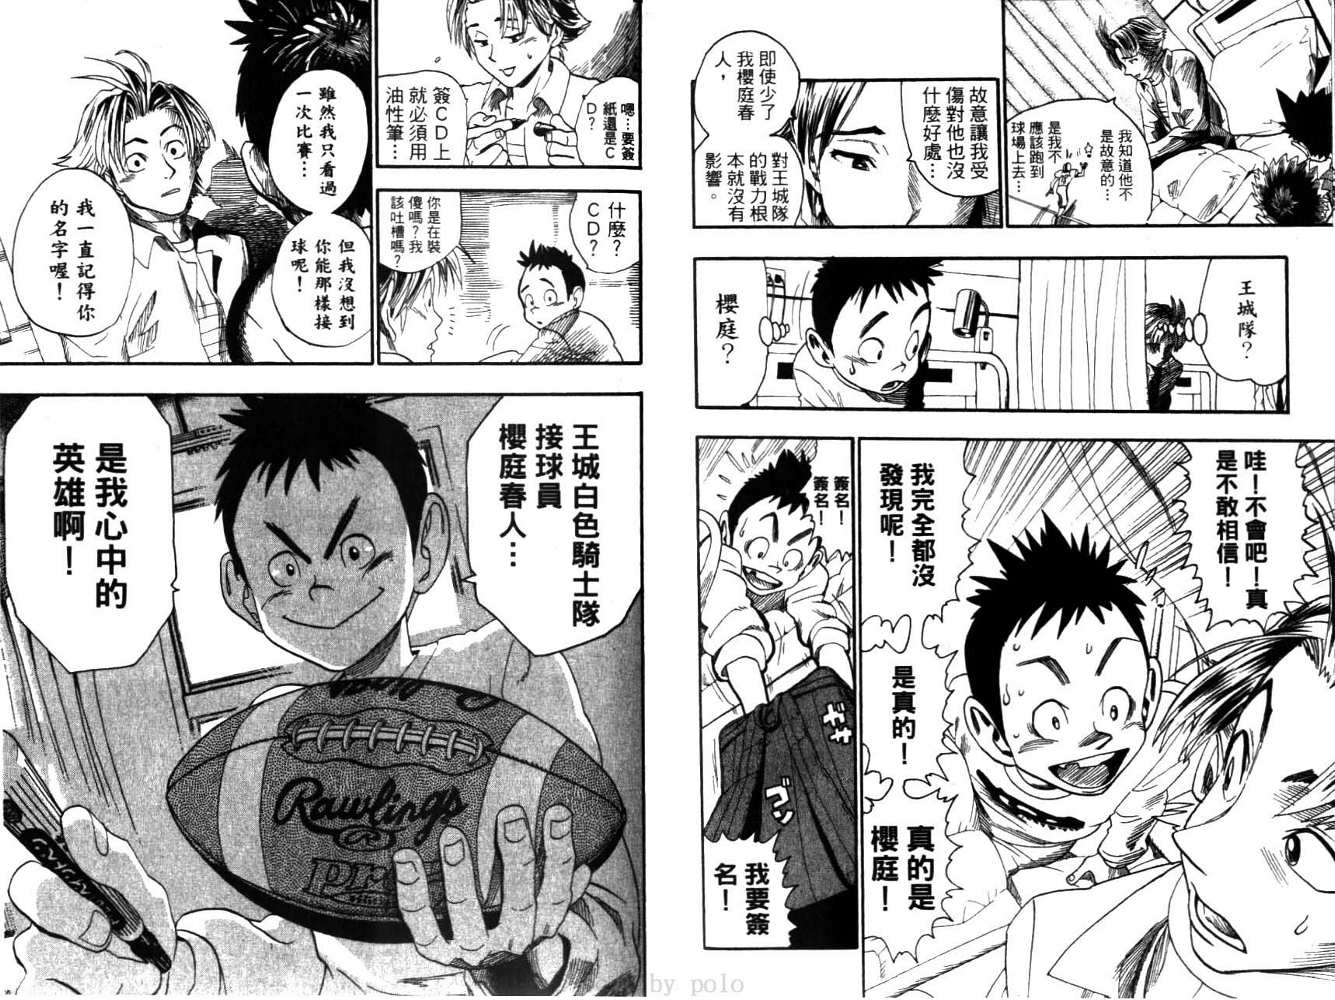 我知道他不
是故意的…
是我不
應該跑到
球場上去…
故意讓我受
傷對他也沒
什麼好處…
即使少了
我櫻庭春
人，
對王城隊
的戰力根
本就沒有
影響。
王城隊？
櫻庭？
哇！不會吧！真
是不敢相信！
我完全都沒
發現呢！
是真的！
真的是
櫻庭！
簽名！
簽名！
ゴ
我要簽
名！
嗯…要簽
紙還是C
D？
簽CD上
就必須用
油性筆…
什麼？
CD？
你是在裝
傻嗎？我
該吐槽嗎？
雖然我只看過
一次比賽…
但我沒想到
你能那樣接
球呢！
我一直記得你
的名字喔！
王城白色騎士隊
接球員
櫻庭春人…
是我心中的
英雄啊！
Rawlings
R
pro
by polo